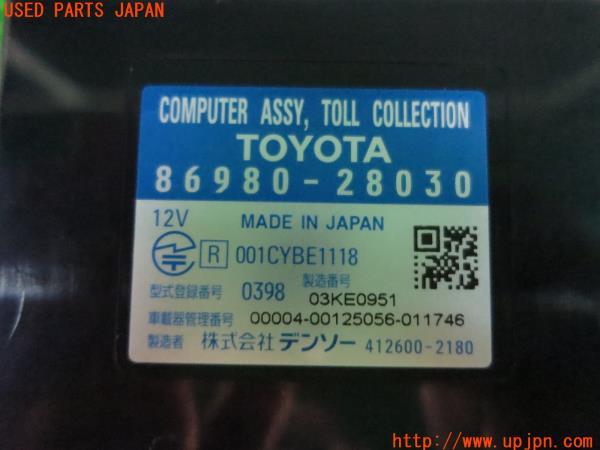 USED PARTS JAPAN
COMPUTER ASSY, TOLL COLLECTION
TOYOTA
86980-28030
12V MADE IN JAPAN
R 001CYBE1118
型式登録番号 0398 製造番号 03KE0951
車載器管理番号 00004-00125056-011746
製造者 株式会社 デンソー 412600-2180
http://www.upjpn.com/